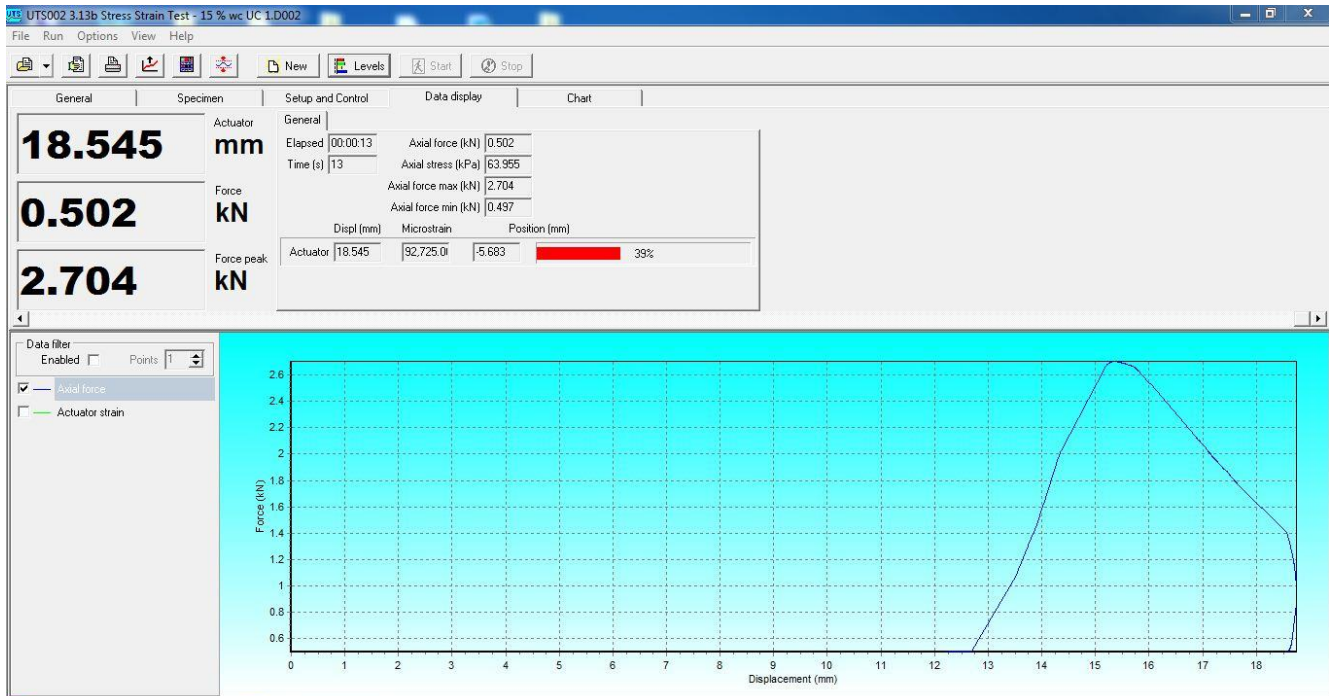 UTS UTS002 3.13b Stress Strain Test - 15 % wc UC 1.D002
File Run Options View Help
New Levels Start Stop
General Specimen Setup and Control Data display Chart
18.545 Actuator mm
0.502 Force kN
2.704 Force peak kN
General
Elapsed 00:00:13 Axial force (kN) 0.502
Time (s) 13 Axial stress (kPa) 63.955
Axial force max (kN) 2.704
Axial force min (kN) 0.497
Displ (mm) Microstrain Position (mm)
Actuator 18.545 92,725.0 -5.683 39%
Data filter
Enabled Points 1
Axial force
Actuator strain
Force (kN)
2.6
2.4
2.2
2
1.8
1.6
1.4
1.2
1
0.8
0.6
0 1 2 3 4 5 6 7 8 9 10 11 12 13 14 15 16 17 18
Displacement (mm)